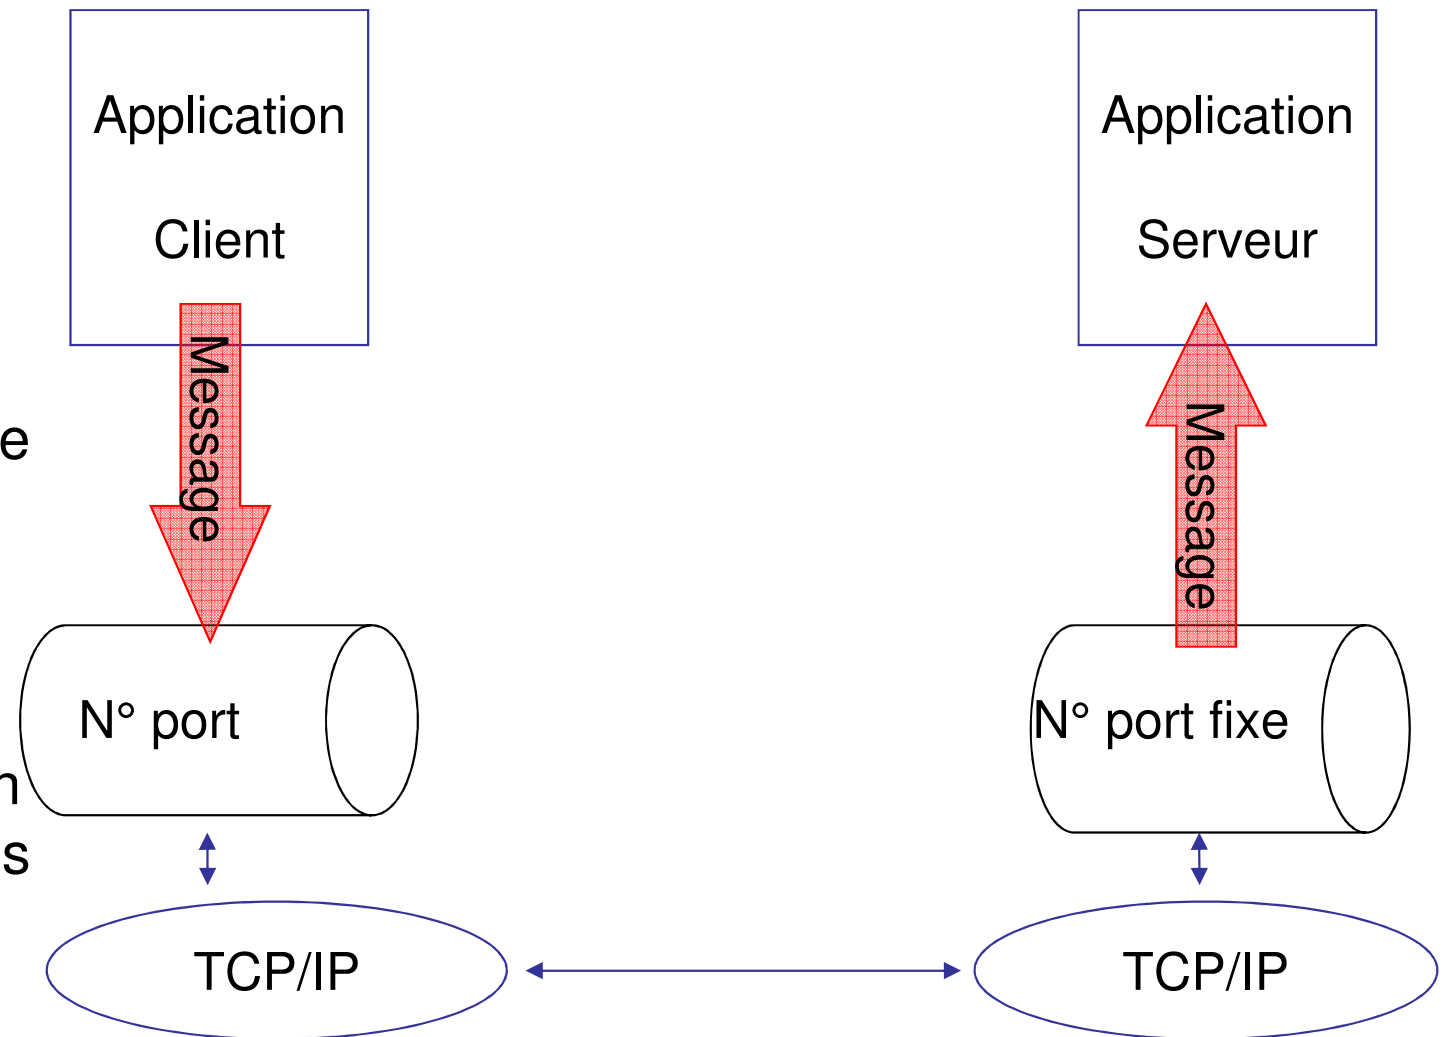 Application
Client
Message
e
N° port
n
s
TCP/IP
Application
Serveur
Message
N° port fixe
TCP/IP